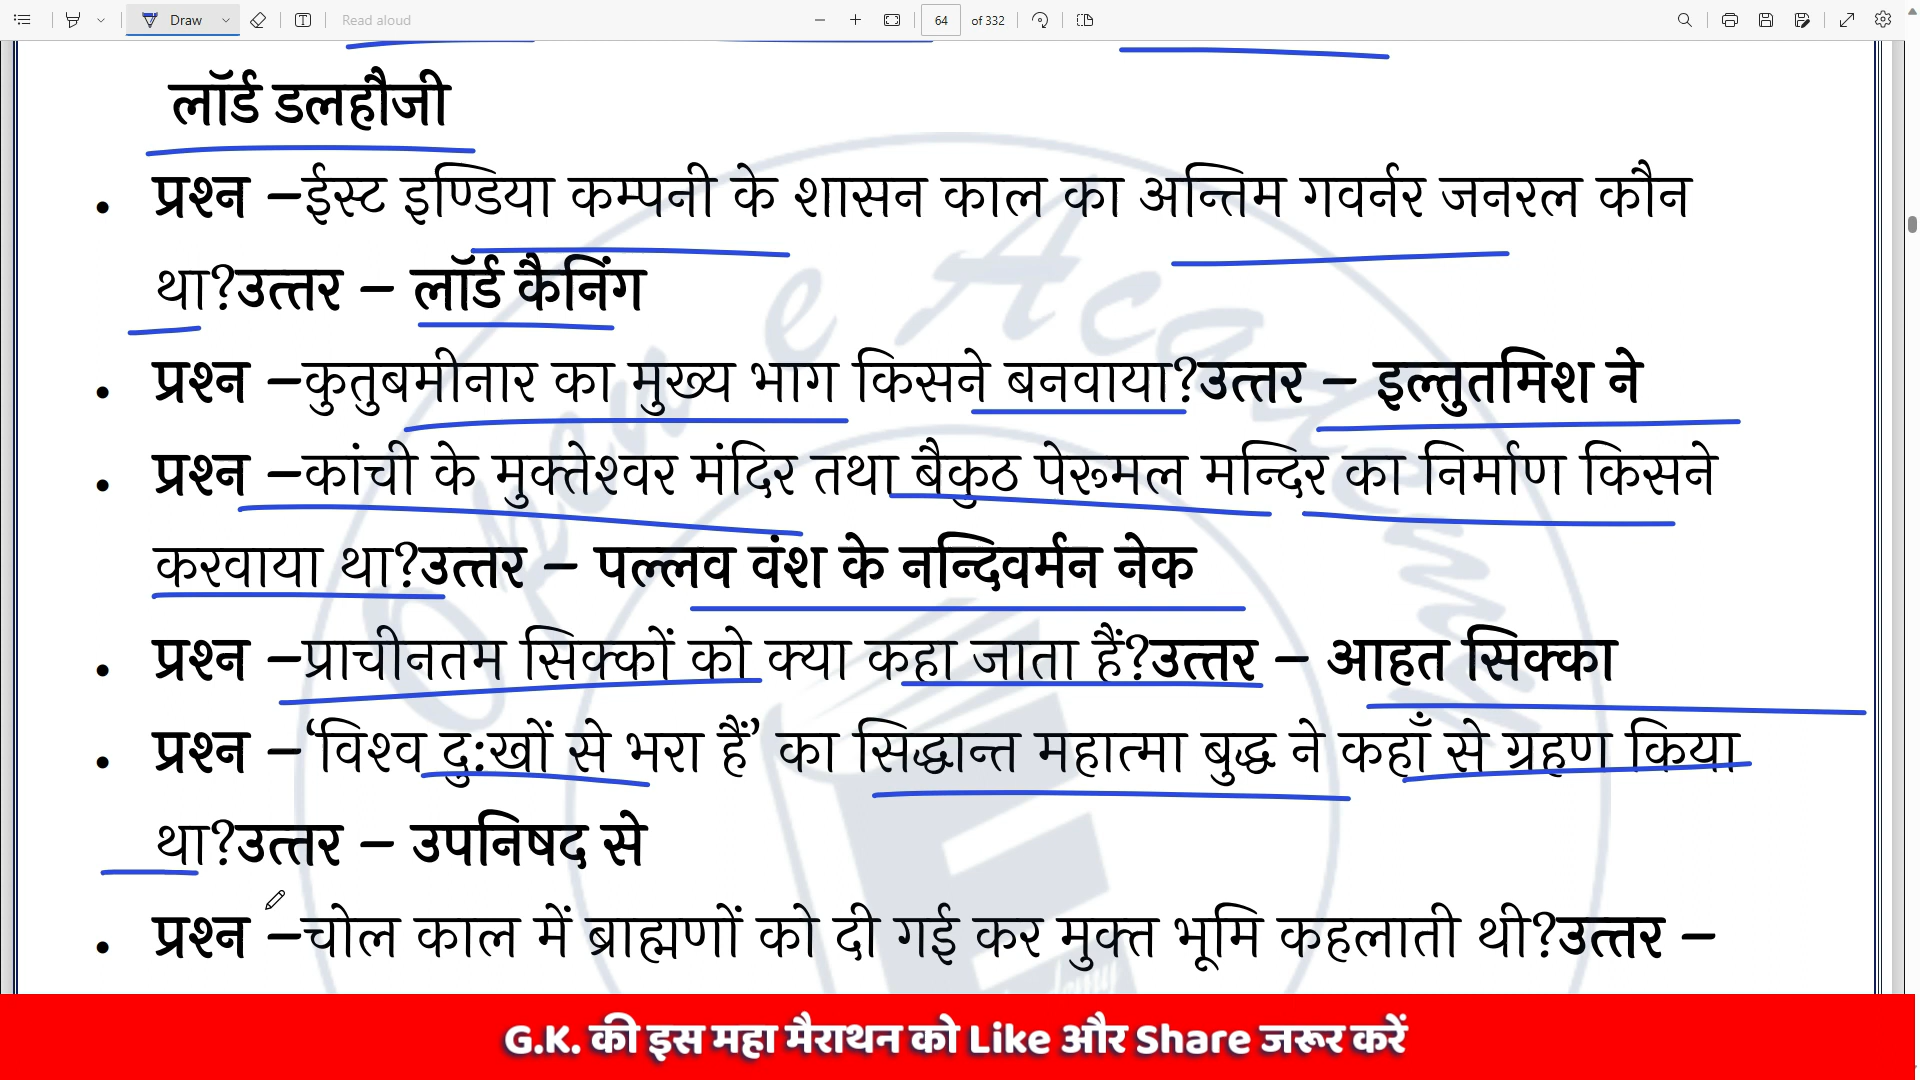 Draw
Read aloud
64 of 332
लॉर्ड डलहौजी
• प्रश्न –ईस्ट इण्डिया कम्पनी के शासन काल का अन्तिम गवर्नर जनरल कौन
था?उत्तर – लॉर्ड कैनिंग
• प्रश्न –कुतुबमीनार का मुख्य भाग किसने बनवाया?उत्तर – इल्तुतमिश ने
• प्रश्न –कांची के मुक्तेश्वर मंदिर तथा बैकुठ पेरूमल मन्दिर का निर्माण किसने
करवाया था?उत्तर – पल्लव वंश के नन्दिवर्मन नेक
• प्रश्न –प्राचीनतम सिक्कों को क्या कहा जाता हैं?उत्तर – आहत सिक्का
• प्रश्न –‘विश्व दु:खों से भरा हैं’ का सिद्धान्त महात्मा बुद्ध ने कहाँ से ग्रहण किया
था?उत्तर – उपनिषद से
• प्रश्न –चोल काल में ब्राह्मणों को दी गई कर मुक्त भूमि कहलाती थी?उत्तर –
Open e Academy
G.K. की इस महा मैराथन को Like और Share जरूर करें